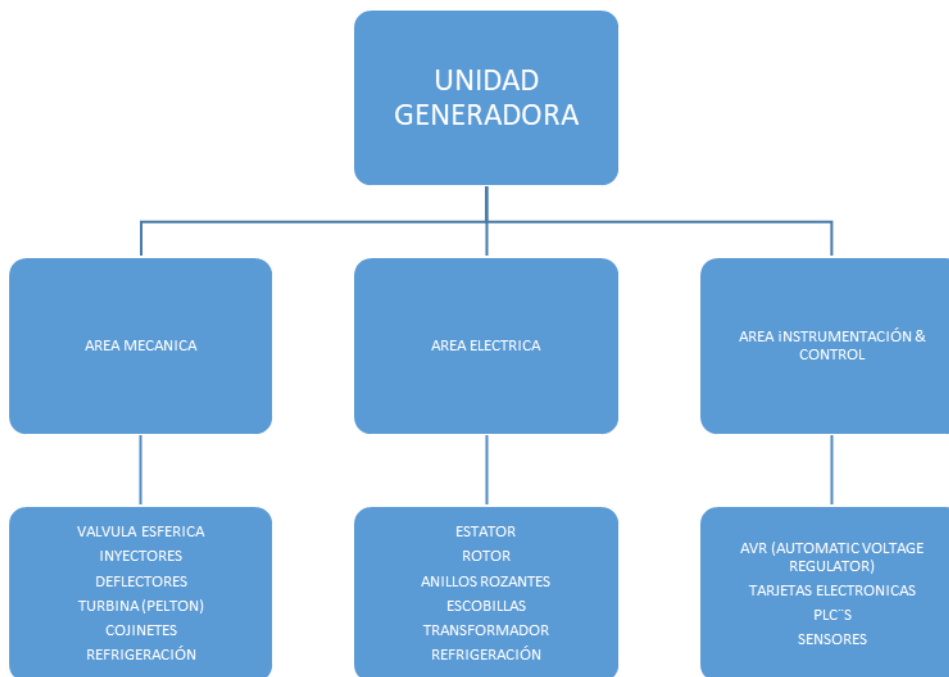 UNIDAD
GENERADORA
AREA MECANICA
AREA ELECTRICA
AREA iNSTRUMENTACIÓN &
CONTROL
VALVULA ESFERICA
INYECTORES
DEFLECTORES
TURBINA (PELTON)
COJINETES
REFRIGERACIÓN
ESTATOR
ROTOR
ANILLOS ROZANTES
ESCOBILLAS
TRANSFORMADOR
REFRIGERACIÓN
AVR (AUTOMATIC VOLTAGE
REGULATOR)
TARJETAS ELECTRONICAS
PLC¨S
SENSORES